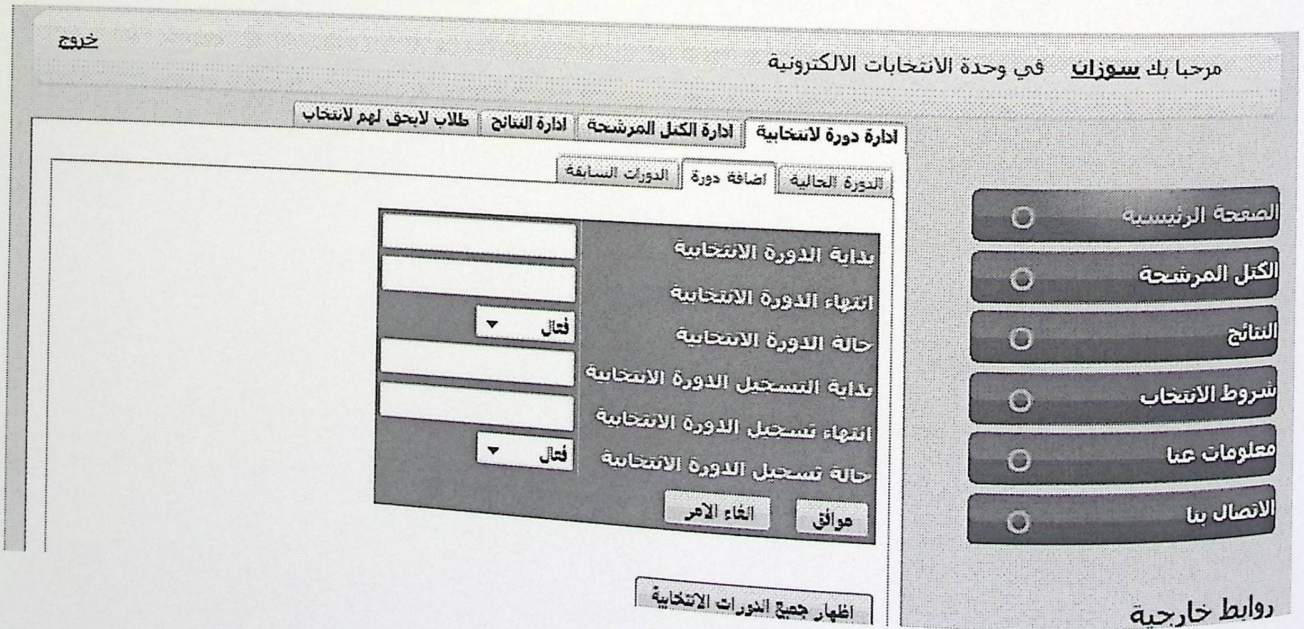 مرحبا بك سوزان في وحدة الانتخابات الالكترونية
خروج
ادارة دورة لانتخابية
ادارة الكتل المرشحة
ادارة النتائج
طلاب لايحق لهم لانتخاب
الدورة الحالية
اضافة دورة
الدورات السابقة
الصفحة الرئيسية
الكتل المرشحة
النتائج
شروط الانتخاب
معلومات عنا
الاتصال بنا
روابط خارجية
بداية الدورة الانتخابية
انتهاء الدورة الانتخابية
حالة الدورة الانتخابية
فعال
بداية التسجيل الدورة الانتخابية
انتهاء تسجيل الدورة الانتخابية
حالة تسجيل الدورة الانتخابية
فعال
موافق
الغاء الامر
اظهار جميع الدورات الانتخابية